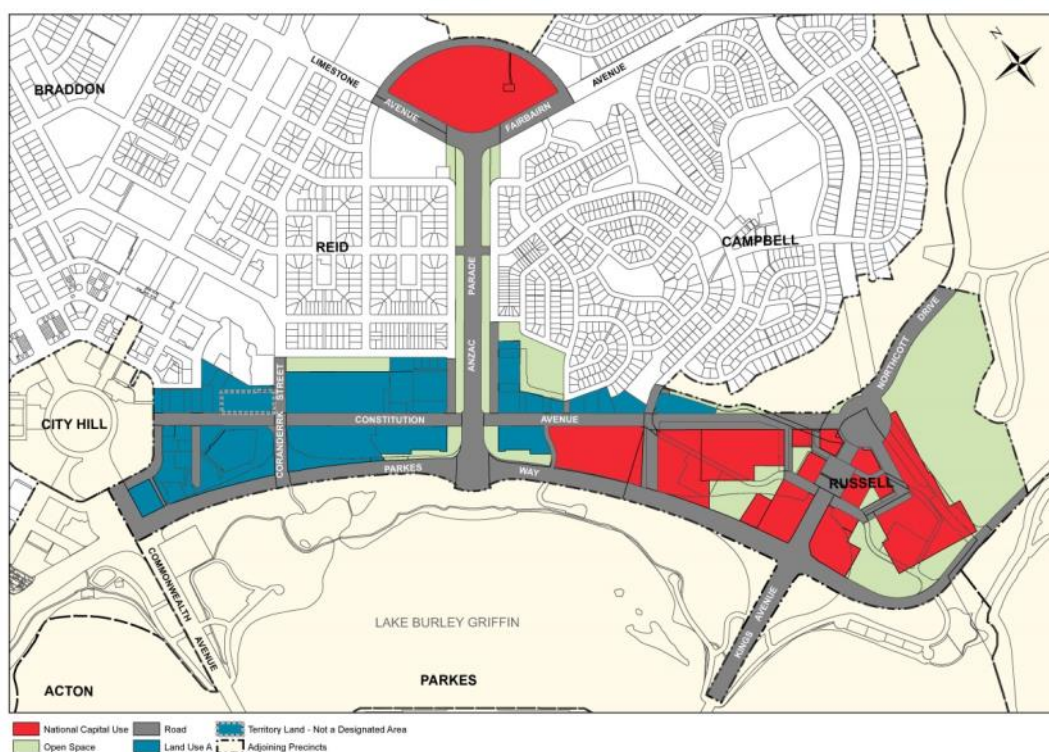 N
BRADDON
LIMESTONE
AVENUE
AVENUE
FAIRBAIRN
REID
CAMPBELL
ANZAC
PARADE
NORTHCOTT
DRIVE
CITY HILL
CORANDERRK
STREET
CONSTITUTION
AVENUE
PARKES
WAY
RUSSELL
COMMONWEALTH
AVENUE
KINGS
AVENUE
LAKE BURLEY GRIFFIN
ACTON
PARKES
National Capital Use
Road
Territory Land - Not a Designated Area
Open Space
Land Use A
Adjoining Precincts